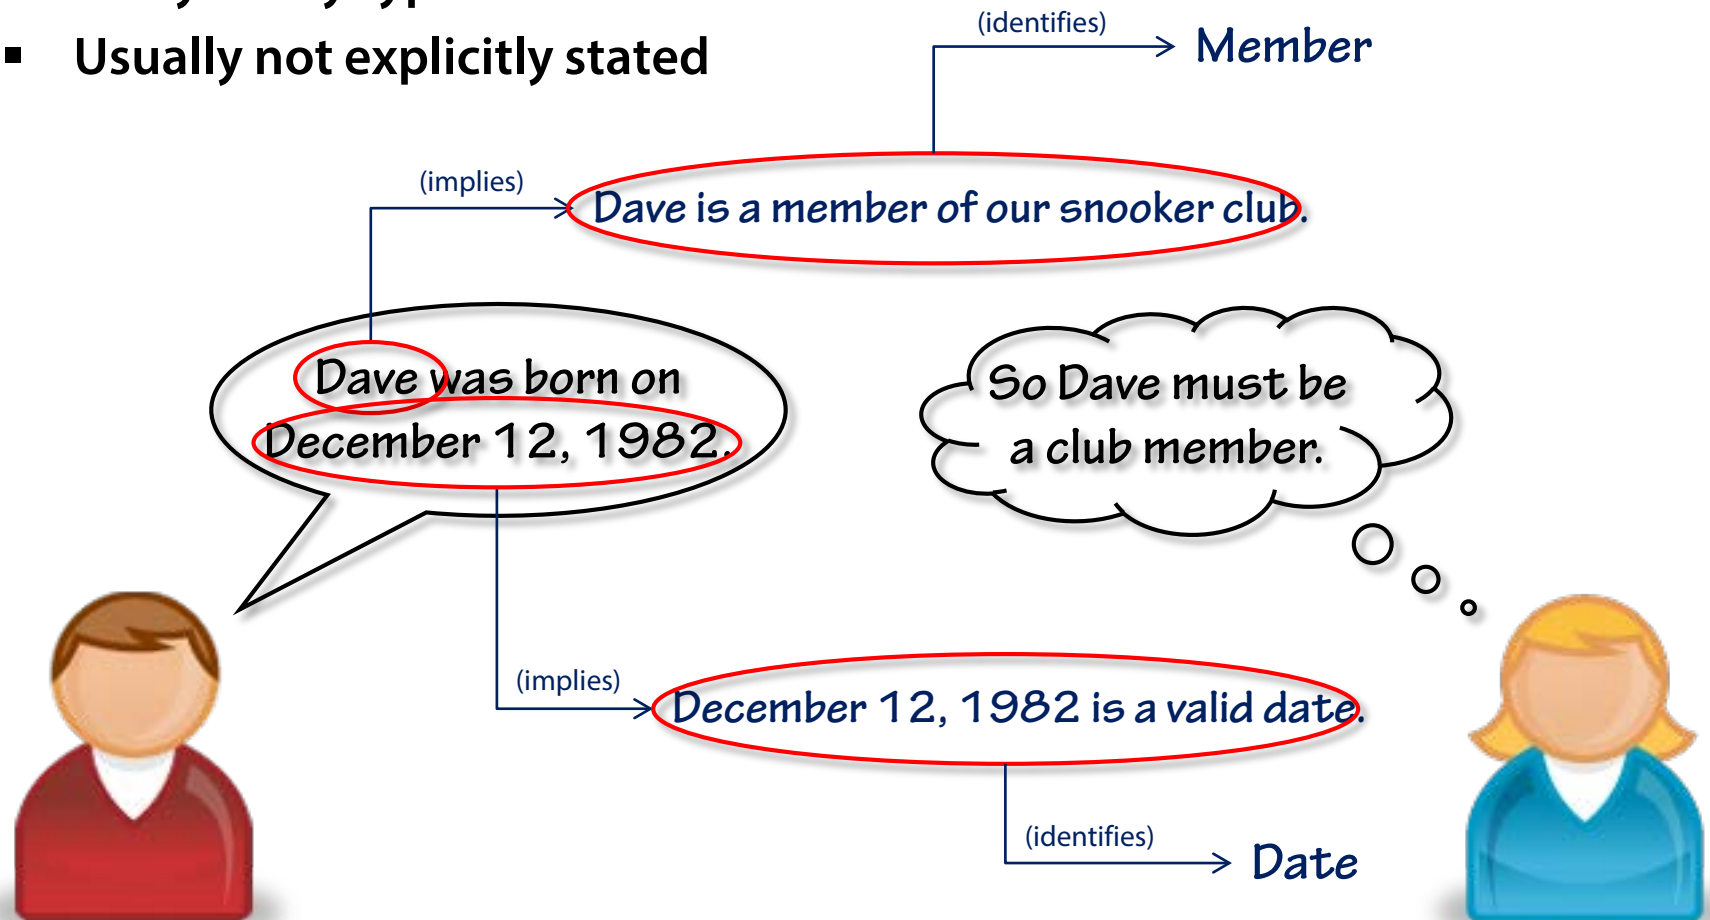 Usually not explicitly stated
(identifies)
Member
(implies)
Dave is a member of our snooker club.
Dave was born on
December 12, 1982.
So Dave must be
a club member.
(implies)
December 12, 1982 is a valid date.
(identifies)
Date